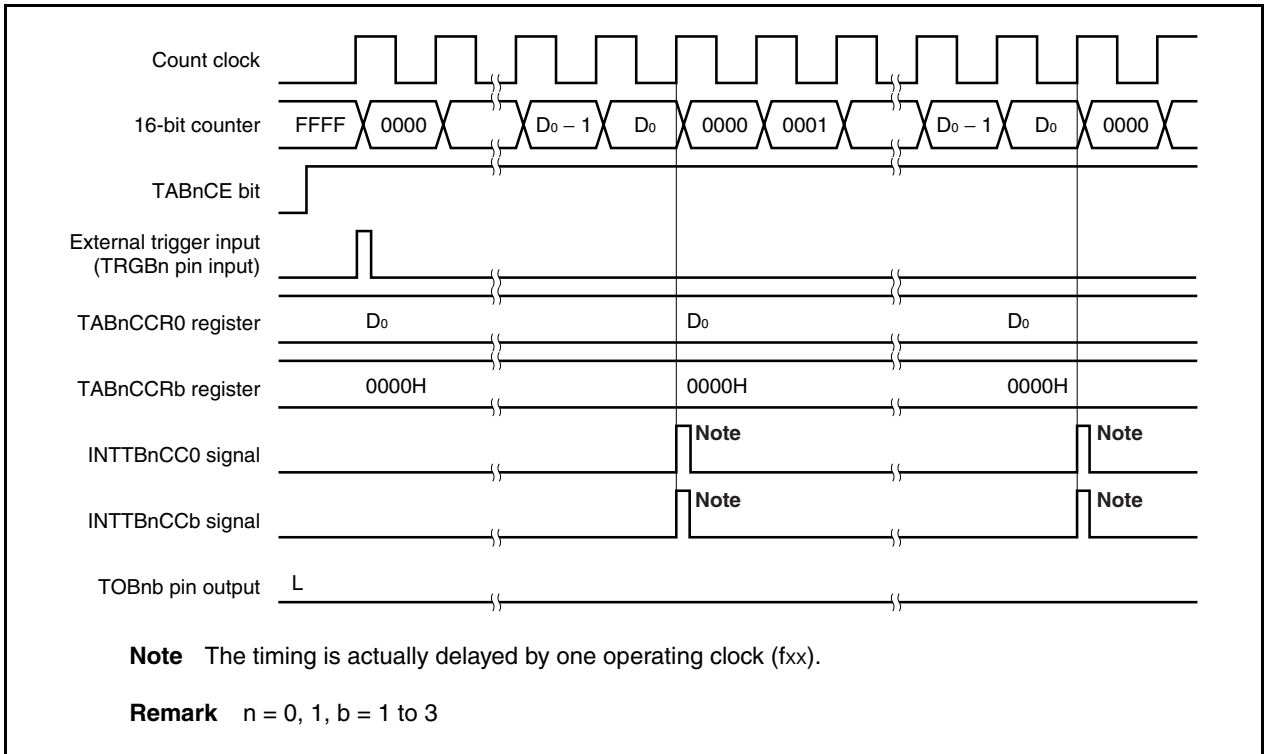 Count clock
16-bit counter FFFF 0000 D0 − 1 D0 0000 0001 D0 − 1 D0 0000
TABnCE bit
External trigger input
(TRGBn pin input)
TABnCCR0 register D0 D0 D0
TABnCCRb register 0000H 0000H 0000H
INTTBnCC0 signal Note Note
INTTBnCCb signal Note Note
TOBnb pin output L
Note The timing is actually delayed by one operating clock (fxx).
Remark n = 0, 1, b = 1 to 3